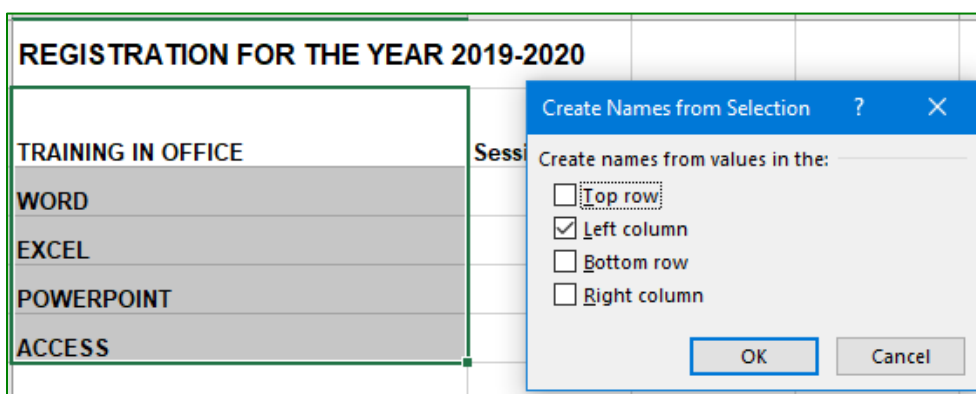 REGISTRATION FOR THE YEAR 2019-2020
TRAINING IN OFFICE
WORD
EXCEL
POWERPOINT
ACCESS
Create Names from Selection ?
Create names from values in the:
Top row
Left column
Bottom row
Right column
OK Cancel